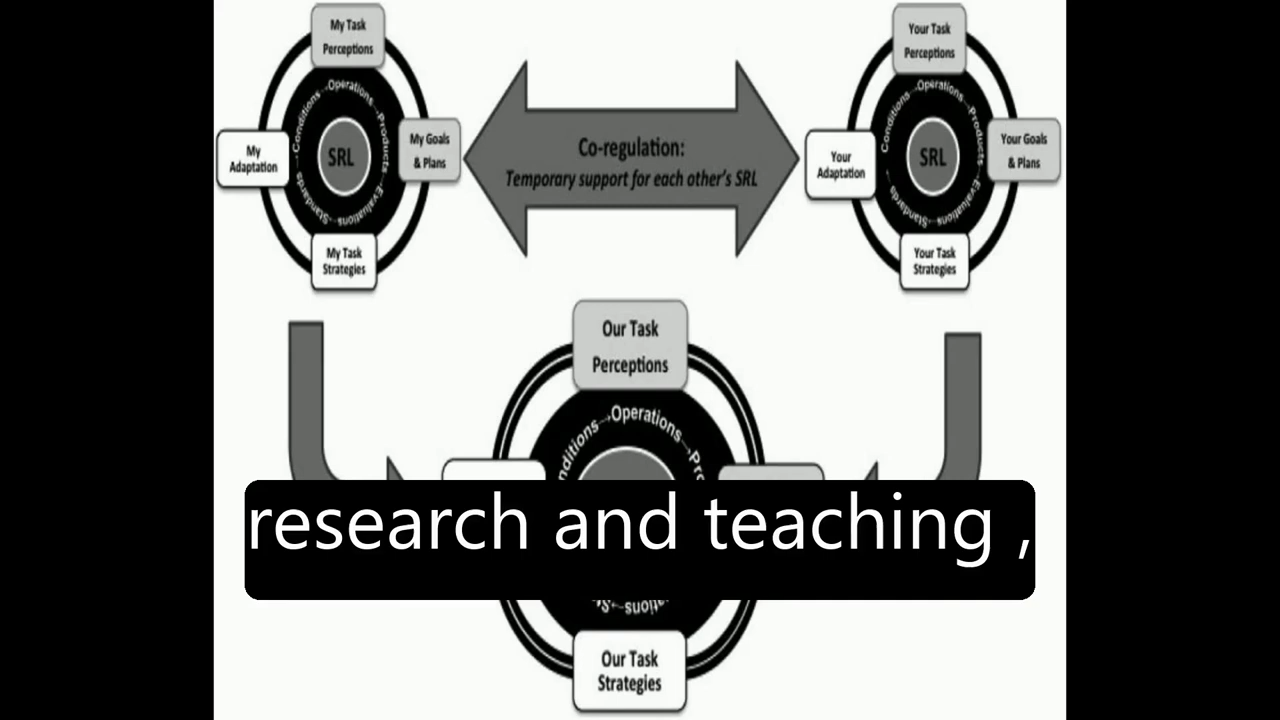 My Task
Perceptions
Conditions→Operations→Products→Evaluations→Standards→
SRL
My
Adaptation
My Goals
& Plans
My Task
Strategies
Co-regulation:
Temporary support for each other's SRL
Your Task
Perceptions
Conditions→Operations→Products→Evaluations→Standards
SRL
Your
Adaptation
Your Goals
& Plans
Your Task
Strategies
Our Task
Perceptions
→Operations→
research and teaching ,
Our Task
Strategies